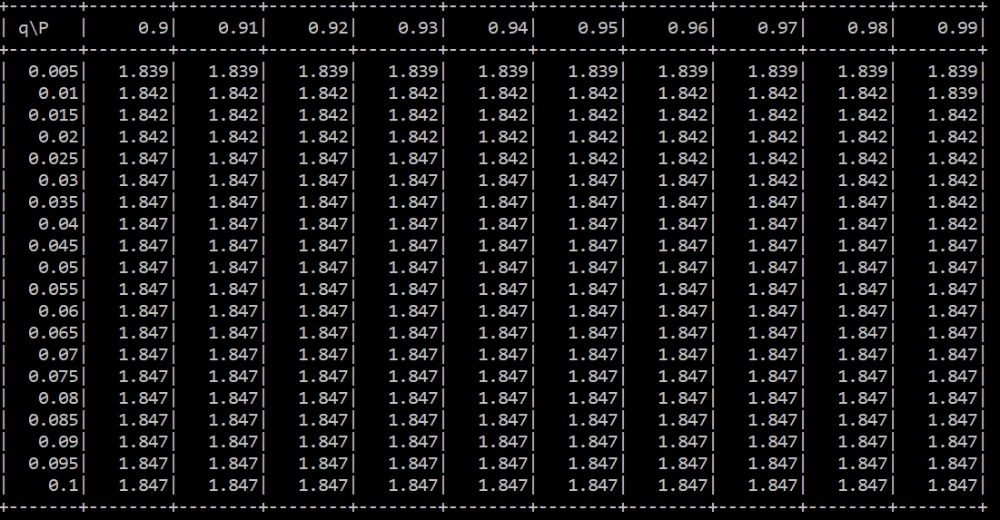 +-------+--------+--------+--------+--------+--------+--------+--------+--------+--------+--------+
| q\P   |     0.9|    0.91|    0.92|    0.93|    0.94|    0.95|    0.96|    0.97|    0.98|    0.99|
+-------+--------+--------+--------+--------+--------+--------+--------+--------+--------+--------+
|  0.005|   1.839|   1.839|   1.839|   1.839|   1.839|   1.839|   1.839|   1.839|   1.839|   1.839|
|   0.01|   1.842|   1.842|   1.842|   1.842|   1.842|   1.842|   1.842|   1.842|   1.842|   1.839|
|  0.015|   1.842|   1.842|   1.842|   1.842|   1.842|   1.842|   1.842|   1.842|   1.842|   1.842|
|   0.02|   1.842|   1.842|   1.842|   1.842|   1.842|   1.842|   1.842|   1.842|   1.842|   1.842|
|  0.025|   1.847|   1.847|   1.847|   1.847|   1.842|   1.842|   1.842|   1.842|   1.842|   1.842|
|   0.03|   1.847|   1.847|   1.847|   1.847|   1.847|   1.847|   1.847|   1.842|   1.842|   1.842|
|  0.035|   1.847|   1.847|   1.847|   1.847|   1.847|   1.847|   1.847|   1.847|   1.847|   1.842|
|   0.04|   1.847|   1.847|   1.847|   1.847|   1.847|   1.847|   1.847|   1.847|   1.847|   1.842|
|  0.045|   1.847|   1.847|   1.847|   1.847|   1.847|   1.847|   1.847|   1.847|   1.847|   1.847|
|   0.05|   1.847|   1.847|   1.847|   1.847|   1.847|   1.847|   1.847|   1.847|   1.847|   1.847|
|  0.055|   1.847|   1.847|   1.847|   1.847|   1.847|   1.847|   1.847|   1.847|   1.847|   1.847|
|   0.06|   1.847|   1.847|   1.847|   1.847|   1.847|   1.847|   1.847|   1.847|   1.847|   1.847|
|  0.065|   1.847|   1.847|   1.847|   1.847|   1.847|   1.847|   1.847|   1.847|   1.847|   1.847|
|   0.07|   1.847|   1.847|   1.847|   1.847|   1.847|   1.847|   1.847|   1.847|   1.847|   1.847|
|  0.075|   1.847|   1.847|   1.847|   1.847|   1.847|   1.847|   1.847|   1.847|   1.847|   1.847|
|   0.08|   1.847|   1.847|   1.847|   1.847|   1.847|   1.847|   1.847|   1.847|   1.847|   1.847|
|  0.085|   1.847|   1.847|   1.847|   1.847|   1.847|   1.847|   1.847|   1.847|   1.847|   1.847|
|   0.09|   1.847|   1.847|   1.847|   1.847|   1.847|   1.847|   1.847|   1.847|   1.847|   1.847|
|  0.095|   1.847|   1.847|   1.847|   1.847|   1.847|   1.847|   1.847|   1.847|   1.847|   1.847|
|    0.1|   1.847|   1.847|   1.847|   1.847|   1.847|   1.847|   1.847|   1.847|   1.847|   1.847|
+-------+--------+--------+--------+--------+--------+--------+--------+--------+--------+--------+